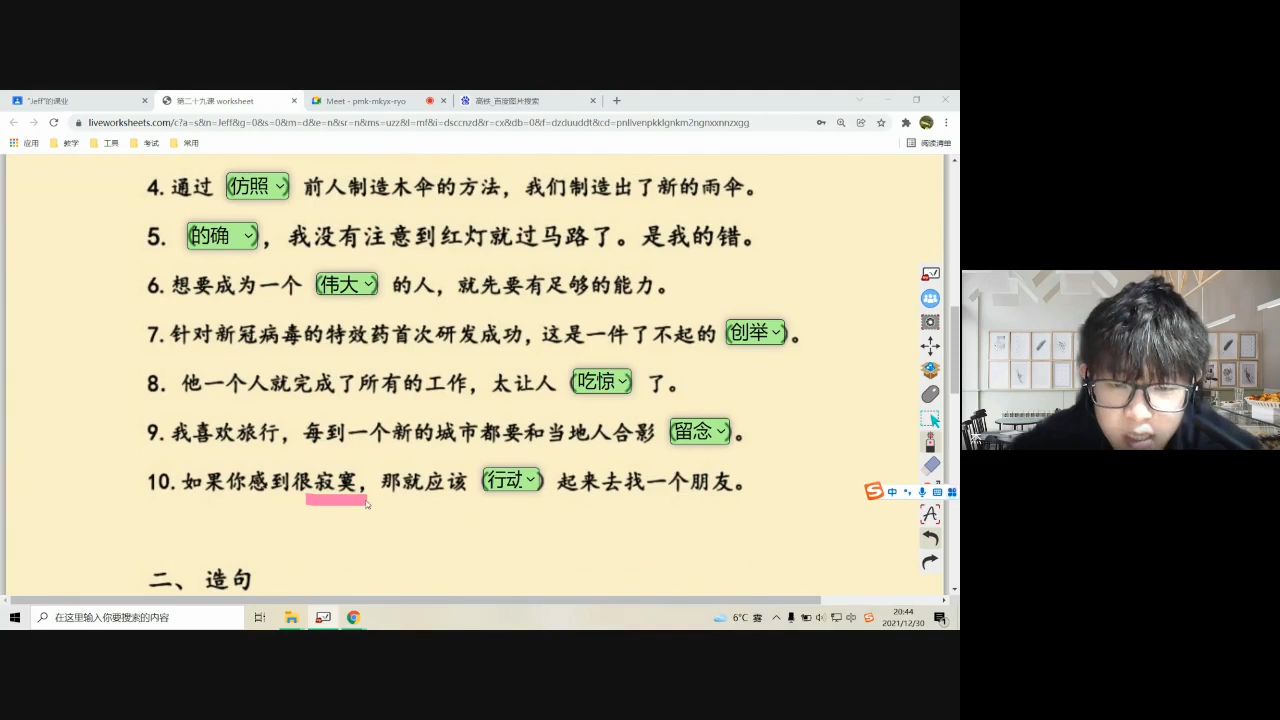 "Jeff"的课业
第二十九课 worksheet
Meet - pmk-mkyx-ryo
高铁_百度图片搜索
liveworksheets.com/c?a=s&n=Jeff&g=0&s=0&m=d&e=n&sr=n&ms=uzz&l=mf&i=dsccnzd&r=cx&db=0&f=dzduuddt&cd=pnllvenpkklgnkm2ngnxxnnzxgg
应用 教学 工具 考试 常用 阅读清单
4. 通过 (仿照) 前人制造木伞的方法，我们制造出了新的雨伞。
5. (的确)，我没有注意到红灯就过马路了。是我的错。
6. 想要成为一个 (伟大) 的人，就先要有足够的能力。
7. 针对新冠病毒的特效药首次研发成功，这是一件了不起的 (创举)。
8. 他一个人就完成了所有的工作，太让人 (吃惊) 了。
9. 我喜欢旅行，每到一个新的城市都要和当地人合影 (留念)。
10. 如果你感到很寂寞，那就应该 (行动) 起来去找一个朋友。
中
二、造句
在这里输入你要搜索的内容
6°C 雾
中
20:44
2021/12/30